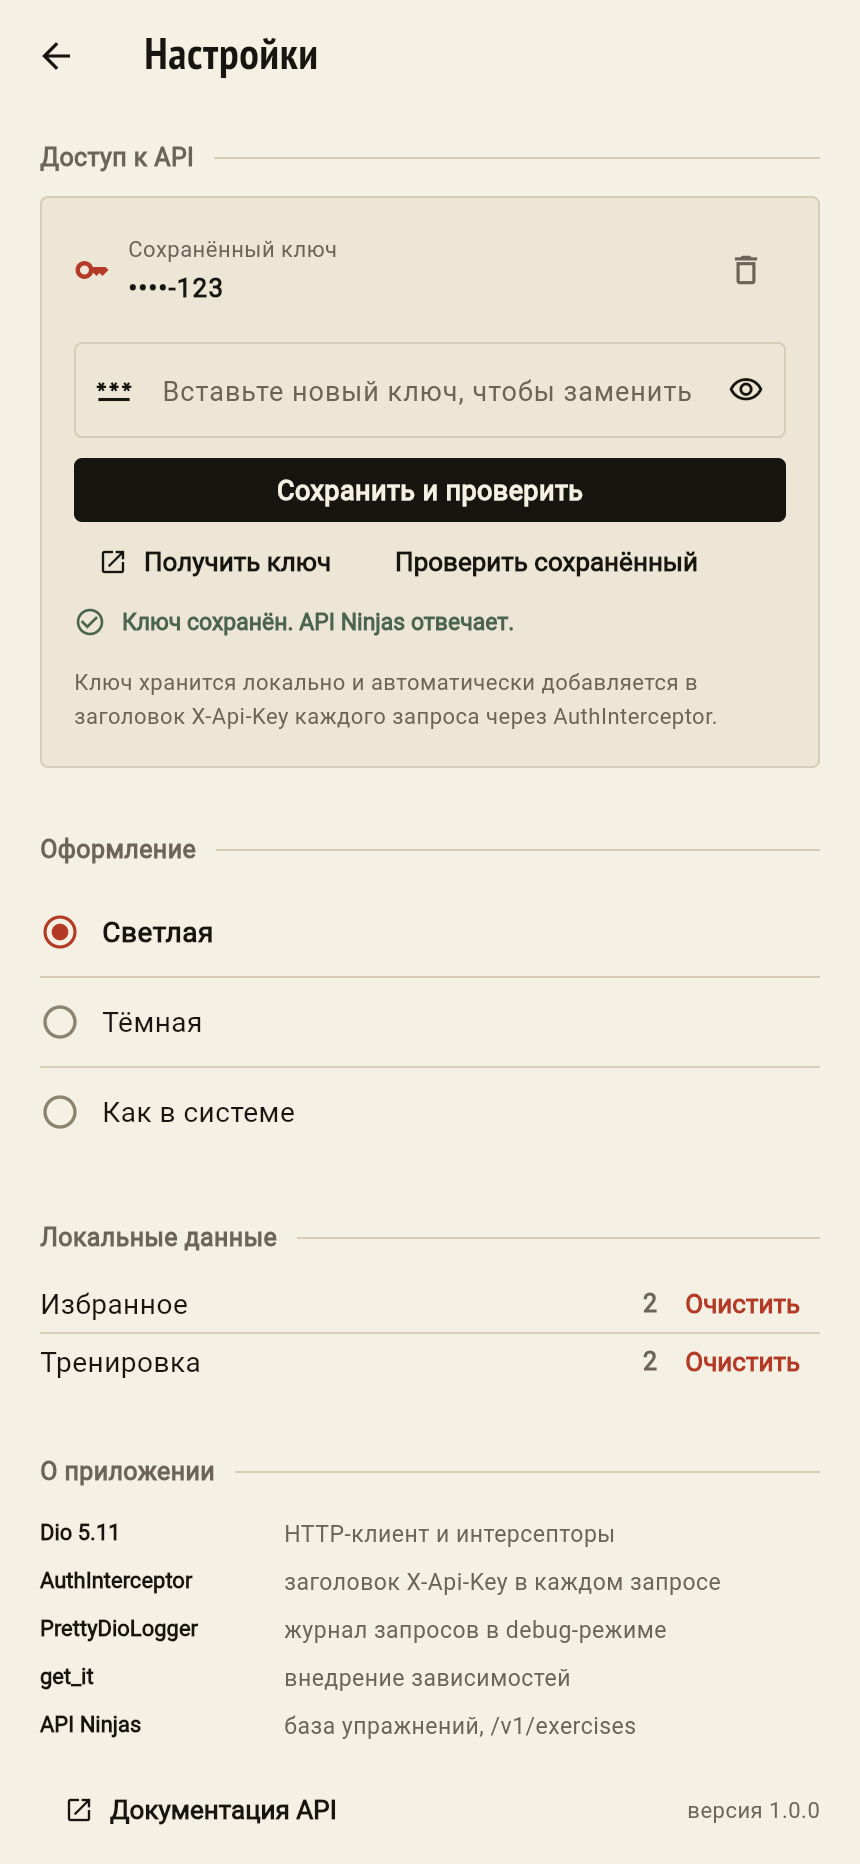 Настройки
Доступ к API
Сохранённый ключ
••••-123
*** Вставьте новый ключ, чтобы заменить
Сохранить и проверить
Получить ключ Проверить сохранённый
Ключ сохранён. API Ninjas отвечает.
Ключ хранится локально и автоматически добавляется в
заголовок X-Api-Key каждого запроса через AuthInterceptor.
Оформление
Светлая
Тёмная
Как в системе
Локальные данные
Избранное 2 Очистить
Тренировка 2 Очистить
О приложении
Dio 5.11 HTTP-клиент и интерсепторы
AuthInterceptor заголовок X-Api-Key в каждом запросе
PrettyDioLogger журнал запросов в debug-режиме
get_it внедрение зависимостей
API Ninjas база упражнений, /v1/exercises
Документация API версия 1.0.0